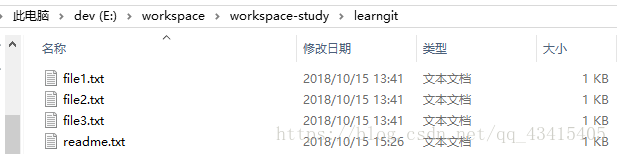 此电脑 > dev (E:) > workspace > workspace-study > learngit
名称 修改日期 类型 大小
file1.txt 2018/10/15 13:41 文本文档 1 KB
file2.txt 2018/10/15 13:41 文本文档 1 KB
file3.txt 2018/10/15 13:41 文本文档 1 KB
readme.txt 2018/10/15 15:26 文本文档 1 KB
https://blog.csdn.net/qq_43415405